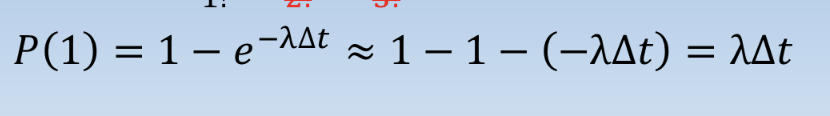 P(1) = 1 − e^−λΔt ≈ 1 − 1 − (−λΔt) = λΔt